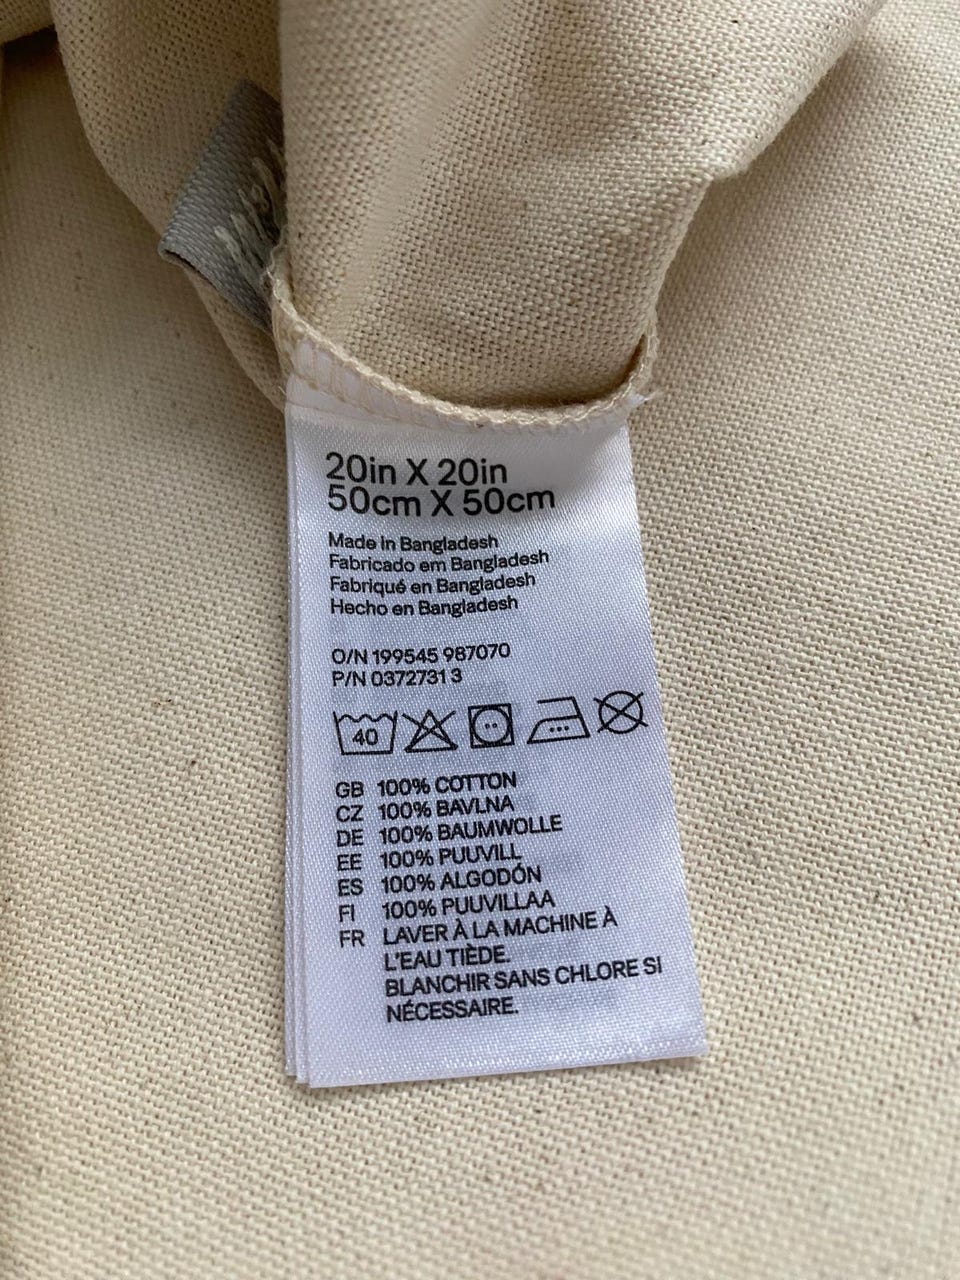 20in X 20in
50cm X 50cm
Made in Bangladesh
Fabricado em Bangladesh
Fabriqué en Bangladesh
Hecho en Bangladesh
O/N 199545 987070
P/N 0372731 3
40
GB 100% COTTON
CZ 100% BAVLNA
DE 100% BAUMWOLLE
EE 100% PUUVILL
ES 100% ALGODÓN
FI 100% PUUVILLAA
FR LAVER À LA MACHINE À
L'EAU TIÈDE.
BLANCHIR SANS CHLORE SI
NÉCESSAIRE.